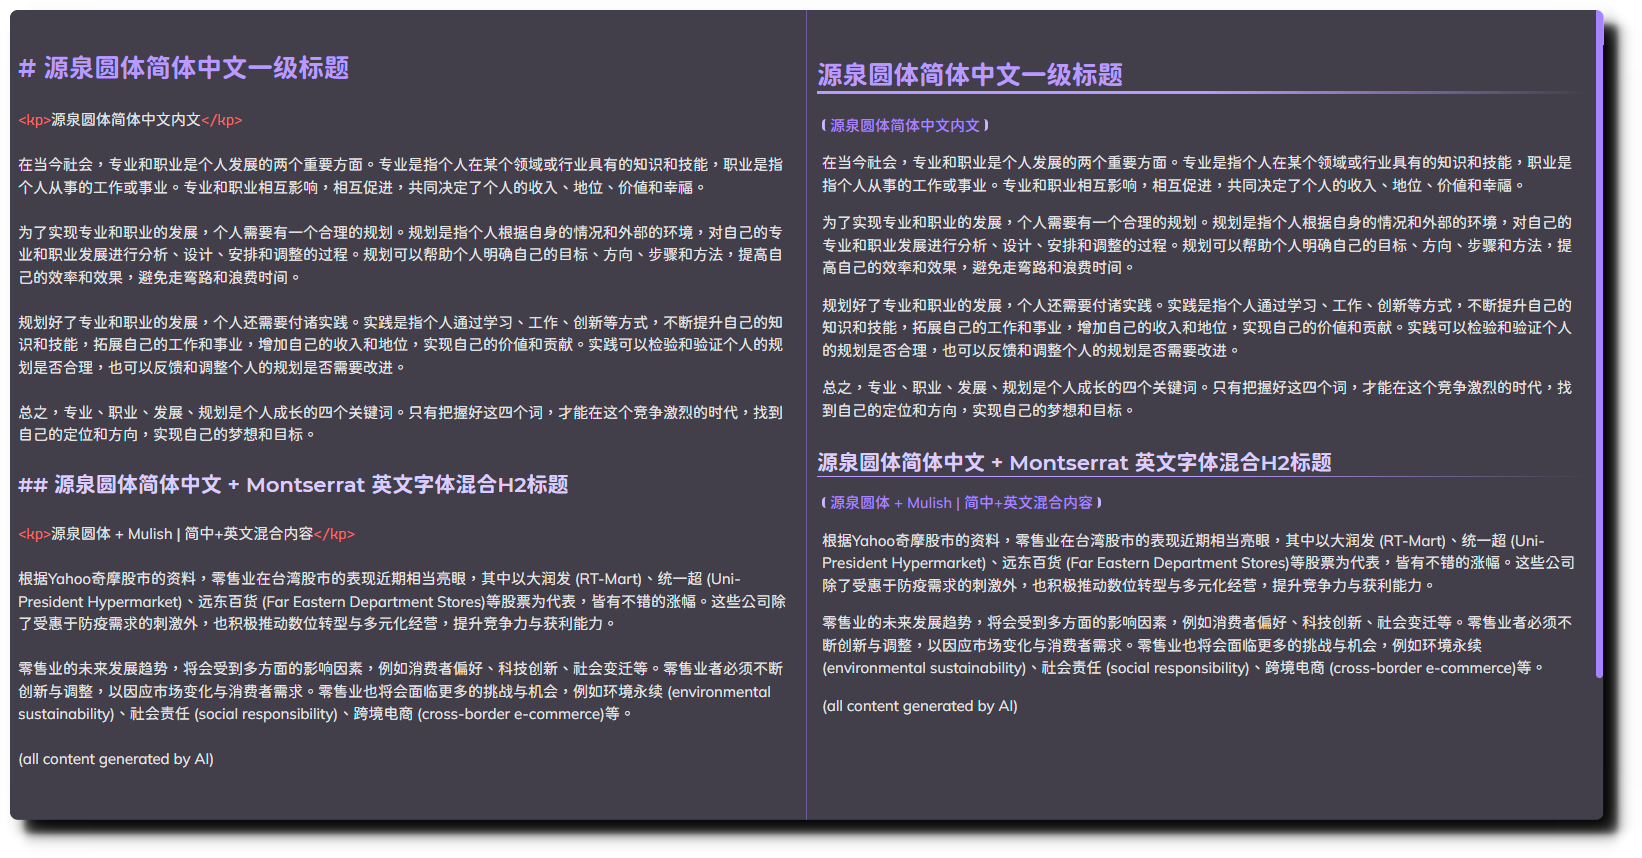 # 源泉圆体简体中文一级标题
<kp>源泉圆体简体中文内文</kp>
在当今社会，专业和职业是个人发展的两个重要方面。专业是指个人在某个领域或行业具有的知识和技能，职业是指
个人从事的工作或事业。专业和职业相互影响，相互促进，共同决定了个人的收入、地位、价值和幸福。
为了实现专业和职业的发展，个人需要有一个合理的规划。规划是指个人根据自身的情况和外部的环境，对自己的专
业和职业发展进行分析、设计、安排和调整的过程。规划可以帮助个人明确自己的目标、方向、步骤和方法，提高自
己的效率和效果，避免走弯路和浪费时间。
规划好了专业和职业的发展，个人还需要付诸实践。实践是指个人通过学习、工作、创新等方式，不断提升自己的知
识和技能，拓展自己的工作和事业，增加自己的收入和地位，实现自己的价值和贡献。实践可以检验和验证个人的规
划是否合理，也可以反馈和调整个人的规划是否需要改进。
总之，专业、职业、发展、规划是个人成长的四个关键词。只有把握好这四个词，才能在这个竞争激烈的时代，找到
自己的定位和方向，实现自己的梦想和目标。
## 源泉圆体简体中文 + Montserrat 英文字体混合H2标题
<kp>源泉圆体 + Mulish | 简中+英文混合内容</kp>
根据Yahoo奇摩股市的资料，零售业在台湾股市的表现近期相当亮眼，其中以大润发 (RT-Mart)、统一超 (Uni-
President Hypermarket)、远东百货 (Far Eastern Department Stores)等股票为代表，皆有不错的涨幅。这些公司除
了受惠于防疫需求的刺激外，也积极推动数位转型与多元化经营，提升竞争力与获利能力。
零售业的未来发展趋势，将会受到多方面的影响因素，例如消费者偏好、科技创新、社会变迁等。零售业者必须不断
创新与调整，以因应市场变化与消费者需求。零售业也将会面临更多的挑战与机会，例如环境永续 (environmental
sustainability)、社会责任 (social responsibility)、跨境电商 (cross-border e-commerce)等。
(all content generated by AI)
源泉圆体简体中文一级标题
⦗源泉圆体简体中文内文⦘
在当今社会，专业和职业是个人发展的两个重要方面。专业是指个人在某个领域或行业具有的知识和技能，职业是
指个人从事的工作或事业。专业和职业相互影响，相互促进，共同决定了个人的收入、地位、价值和幸福。
为了实现专业和职业的发展，个人需要有一个合理的规划。规划是指个人根据自身的情况和外部的环境，对自己的
专业和职业发展进行分析、设计、安排和调整的过程。规划可以帮助个人明确自己的目标、方向、步骤和方法，提
高自己的效率和效果，避免走弯路和浪费时间。
规划好了专业和职业的发展，个人还需要付诸实践。实践是指个人通过学习、工作、创新等方式，不断提升自己的
知识和技能，拓展自己的工作和事业，增加自己的收入和地位，实现自己的价值和贡献。实践可以检验和验证个人
的规划是否合理，也可以反馈和调整个人的规划是否需要改进。
总之，专业、职业、发展、规划是个人成长的四个关键词。只有把握好这四个词，才能在这个竞争激烈的时代，找
到自己的定位和方向，实现自己的梦想和目标。
源泉圆体简体中文 + Montserrat 英文字体混合H2标题
⦗源泉圆体 + Mulish | 简中+英文混合内容⦘
根据Yahoo奇摩股市的资料，零售业在台湾股市的表现近期相当亮眼，其中以大润发 (RT-Mart)、统一超 (Uni-
President Hypermarket)、远东百货 (Far Eastern Department Stores)等股票为代表，皆有不错的涨幅。这些公司
除了受惠于防疫需求的刺激外，也积极推动数位转型与多元化经营，提升竞争力与获利能力。
零售业的未来发展趋势，将会受到多方面的影响因素，例如消费者偏好、科技创新、社会变迁等。零售业者必须不
断创新与调整，以因应市场变化与消费者需求。零售业也将会面临更多的挑战与机会，例如环境永续
(environmental sustainability)、社会责任 (social responsibility)、跨境电商 (cross-border e-commerce)等。
(all content generated by AI)